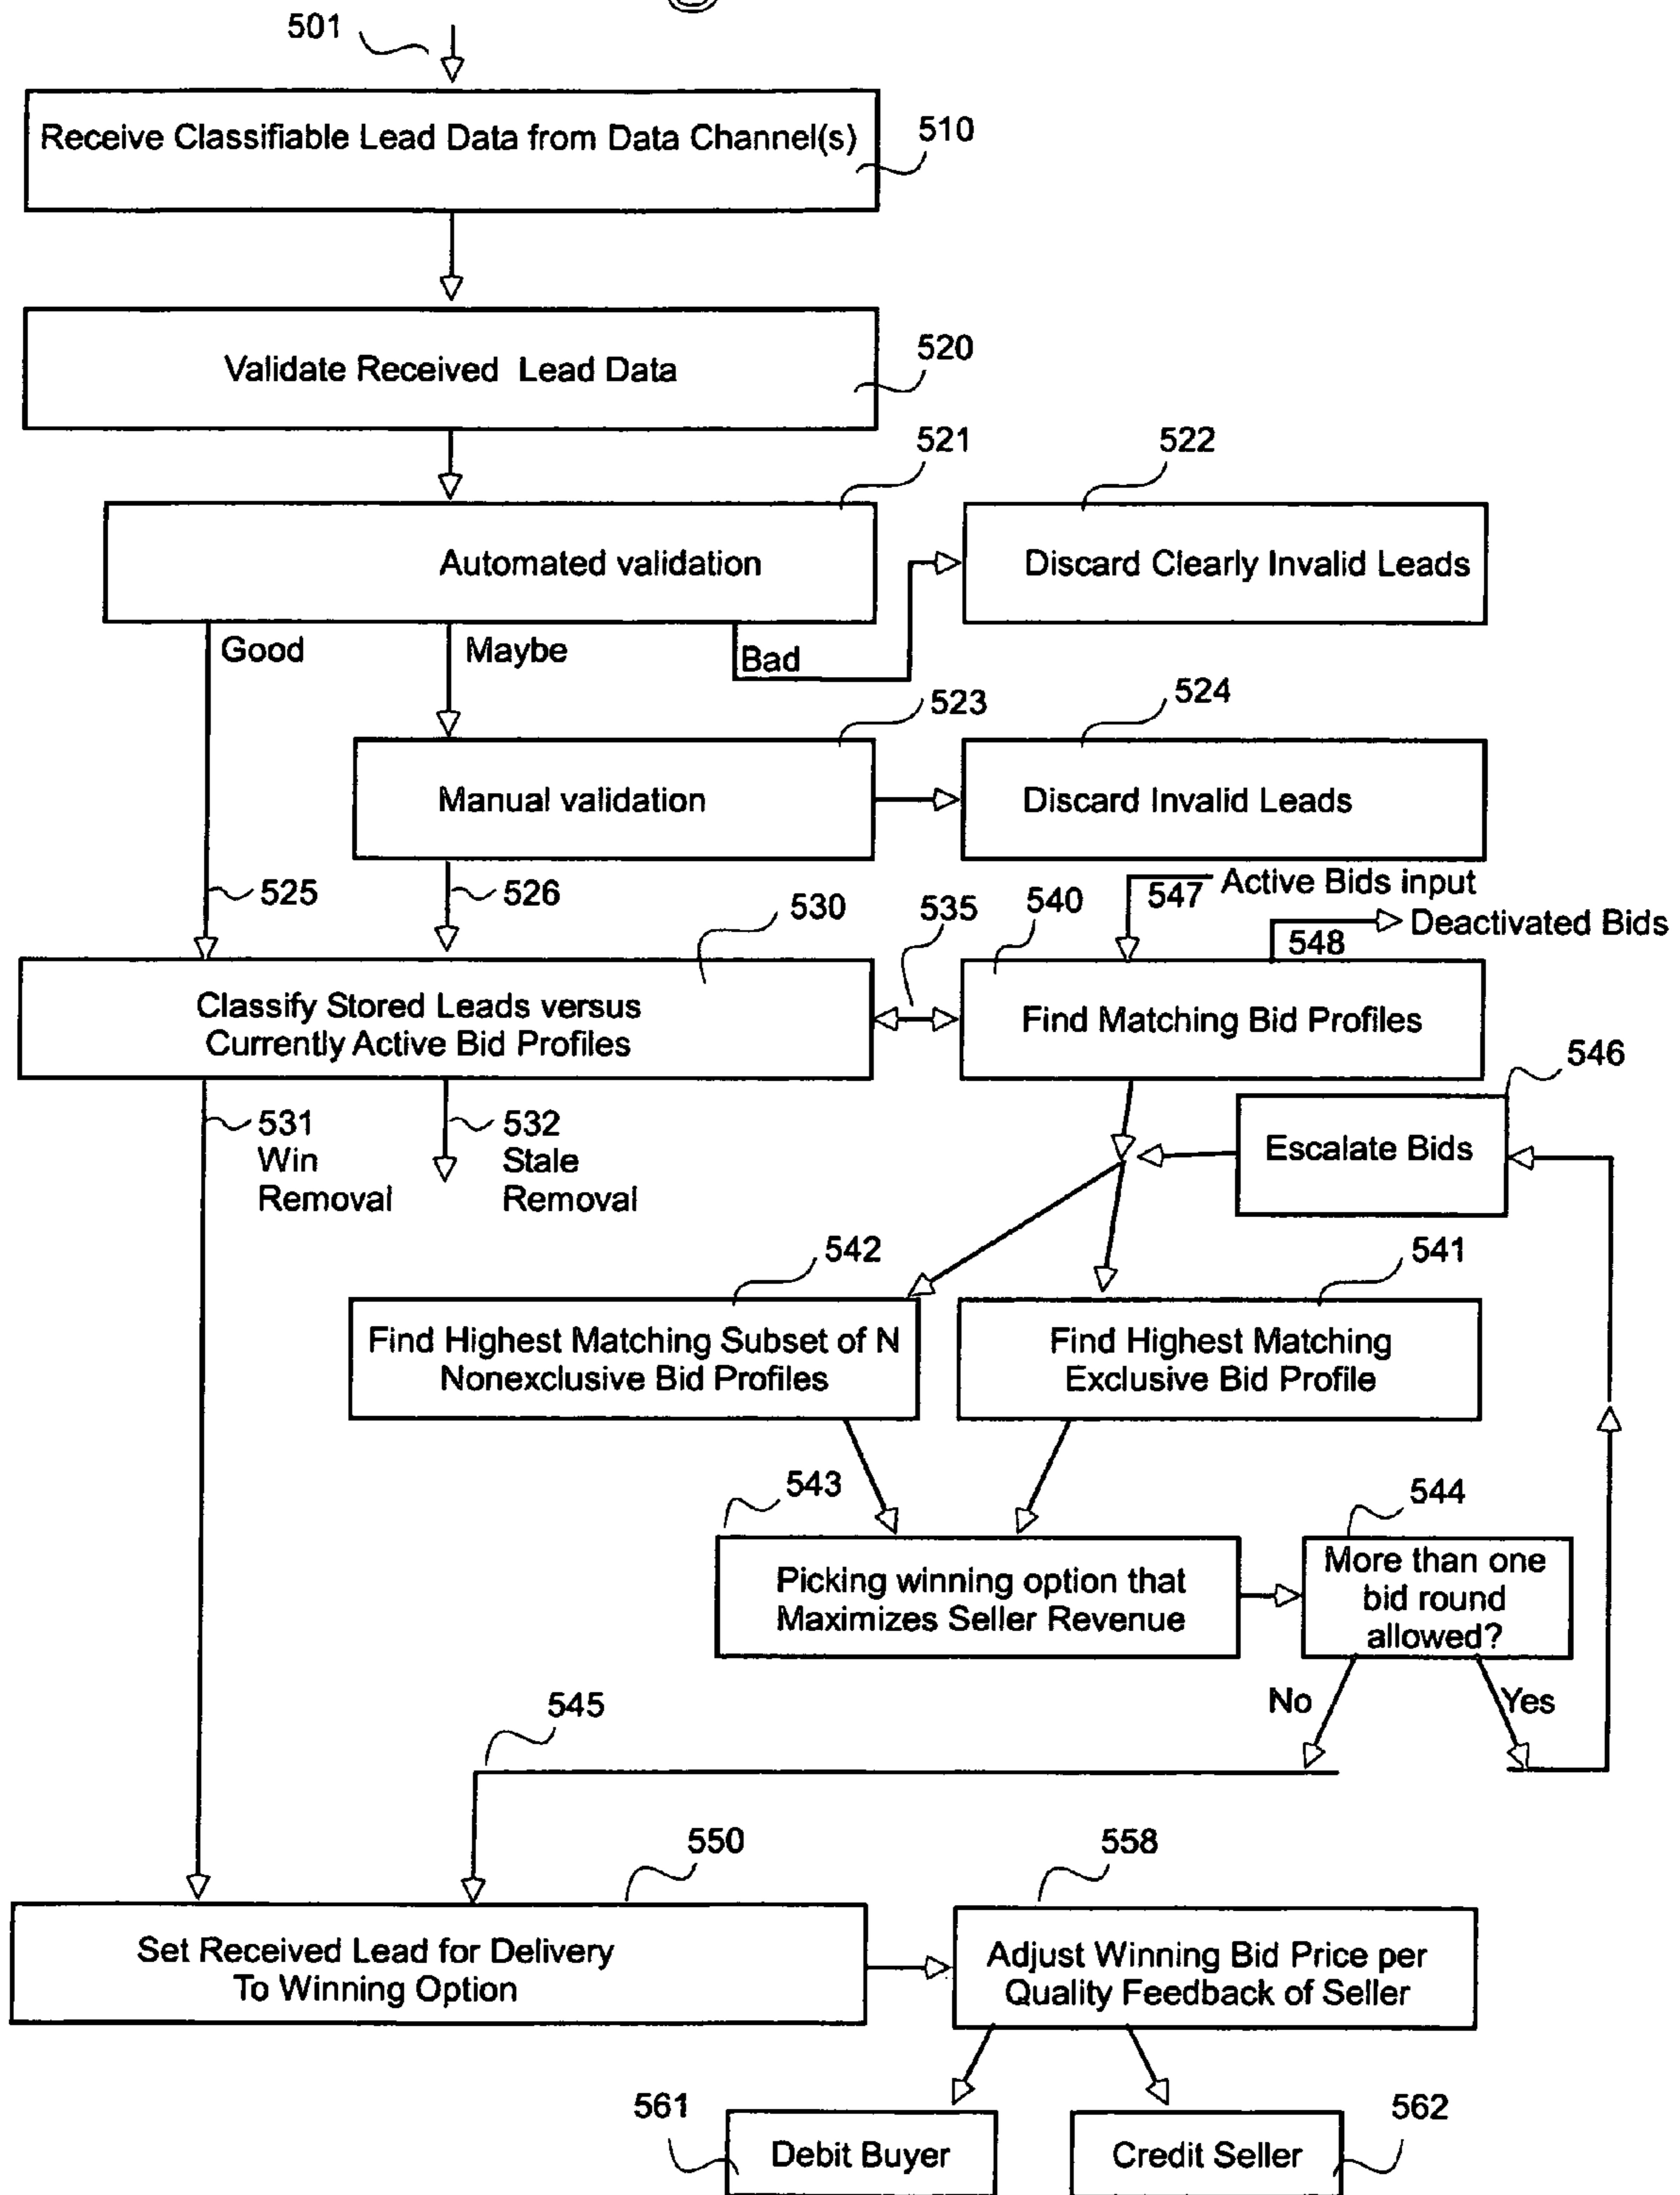 501
Receive Classifiable Lead Data from Data Channel(s)
510
Validate Received Lead Data
520
521
522
Automated validation
Discard Clearly Invalid Leads
Good
Maybe
Bad
523
524
Manual validation
Discard Invalid Leads
525
526
530
535
540
547
Active Bids input
548
Deactivated Bids
Classify Stored Leads versus
Currently Active Bid Profiles
Find Matching Bid Profiles
546
531
Win
Removal
532
Stale
Removal
Escalate Bids
542
541
Find Highest Matching Subset of N
Nonexclusive Bid Profiles
Find Highest Matching
Exclusive Bid Profile
543
544
Picking winning option that
Maximizes Seller Revenue
More than one
bid round
allowed?
No
Yes
545
550
558
Set Received Lead for Delivery
To Winning Option
Adjust Winning Bid Price per
Quality Feedback of Seller
561
562
Debit Buyer
Credit Seller